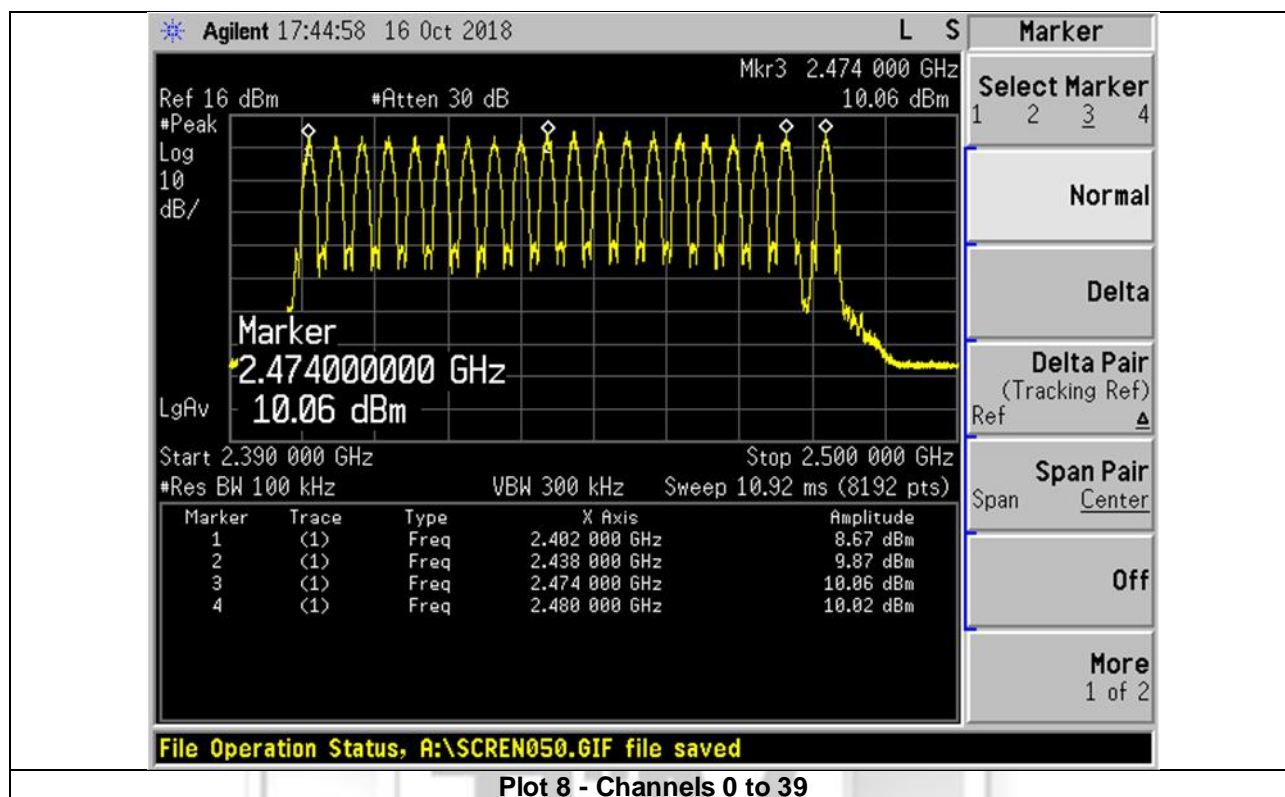 Agilent 17:44:58 16 Oct 2018 L S
Mkr3 2.474 000 GHz
Ref 16 dBm #Atten 30 dB 10.06 dBm
#Peak
Log
10
dB/
Marker
2.474000000 GHz
LgAv 10.06 dBm
Start 2.390 000 GHz Stop 2.500 000 GHz
#Res BW 100 kHz VBW 300 kHz Sweep 10.92 ms (8192 pts)
Marker Trace Type X Axis Amplitude
1 (1) Freq 2.402 000 GHz 8.67 dBm
2 (1) Freq 2.438 000 GHz 9.87 dBm
3 (1) Freq 2.474 000 GHz 10.06 dBm
4 (1) Freq 2.480 000 GHz 10.02 dBm
File Operation Status, A:\SCREN050.GIF file saved
Marker
Select Marker
1 2 3 4
Normal
Delta
Delta Pair
(Tracking Ref)
Ref Δ
Span Pair
Span Center
Off
More
1 of 2
Plot 8 - Channels 0 to 39